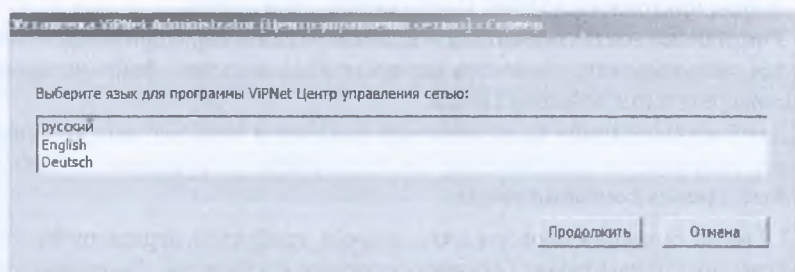 Установка ViPNet Administrator [Центр управления сетью] - Сервер
Выберите язык для программы ViPNet Центр управления сетью:
русский
English
Deutsch
Продолжить
Отмена